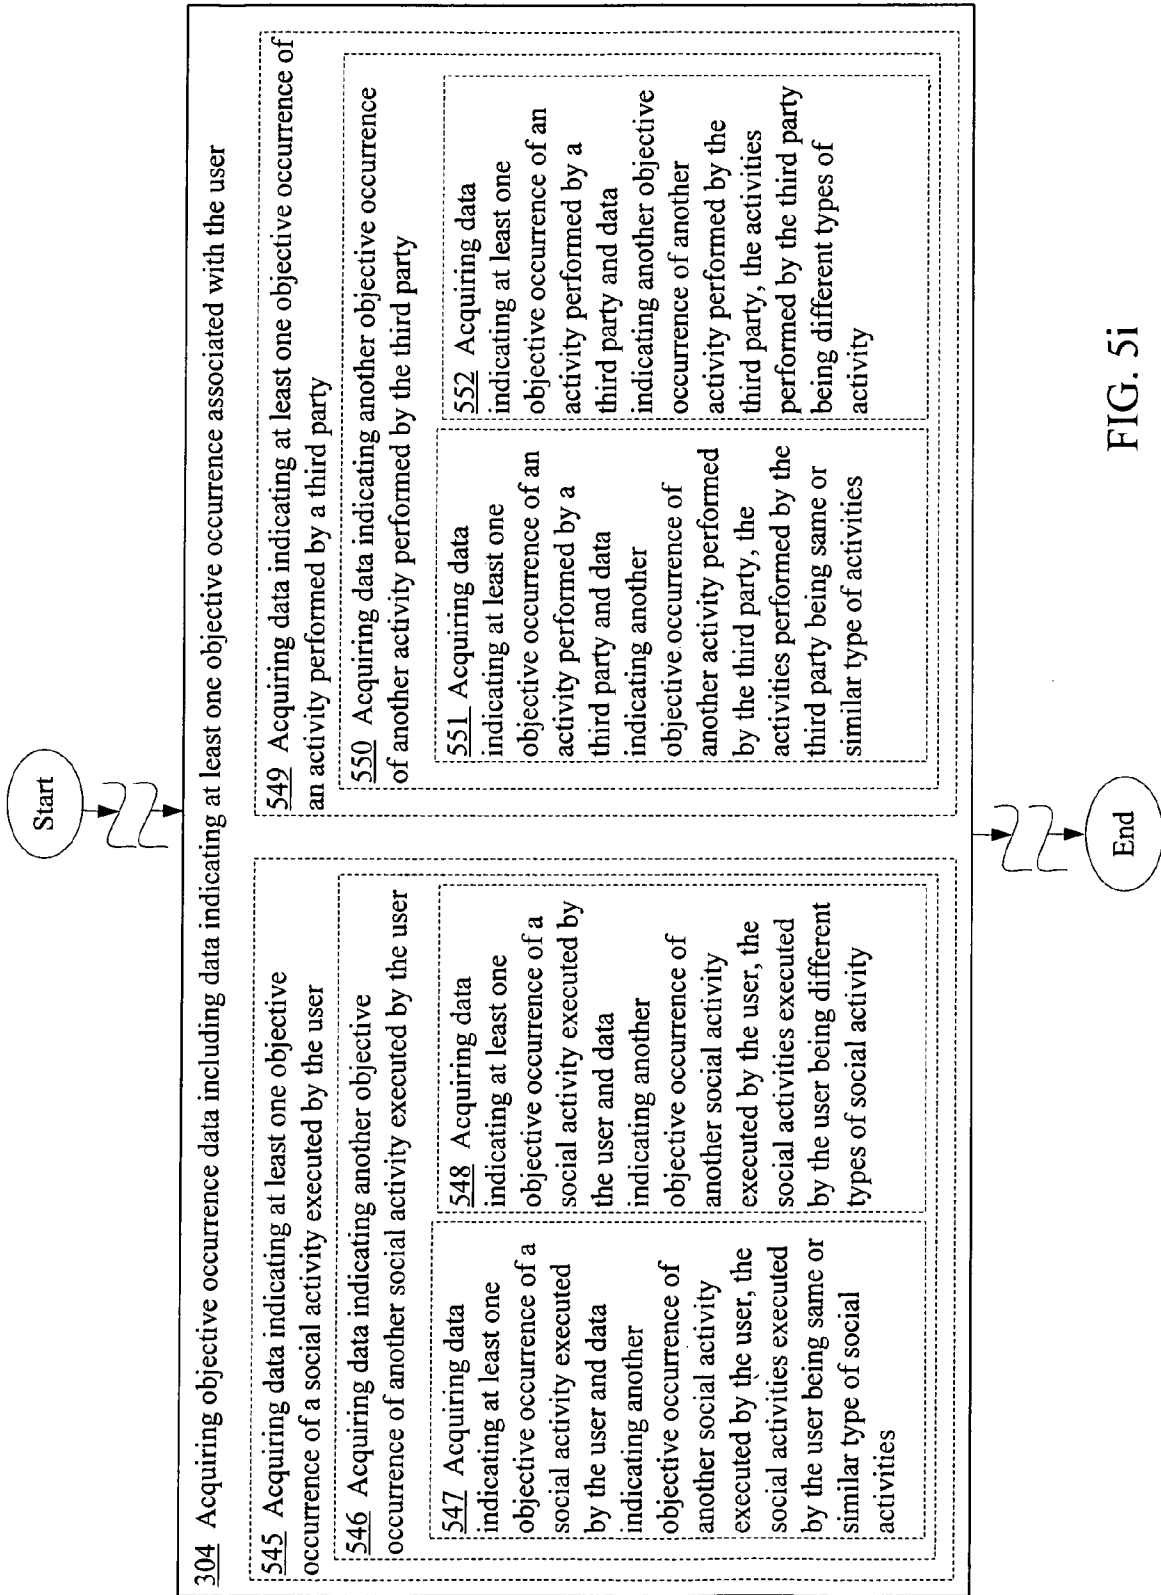 Start
304 Acquiring objective occurrence data including data indicating at least one objective occurrence associated with the user
545 Acquiring data indicating at least one objective
occurrence of a social activity executed by the user
546 Acquiring data indicating another objective
occurrence of another social activity executed by the user
547 Acquiring data
indicating at least one
objective occurrence of a
social activity executed
by the user and data
indicating another
objective occurrence of
another social activity
executed by the user, the
social activities executed
by the user being same or
similar type of social
activities
548 Acquiring data
indicating at least one
objective occurrence of a
social activity executed by
the user and data
indicating another
objective occurrence of
another social activity
executed by the user, the
social activities executed
by the user being different
types of social activity
549 Acquiring data indicating at least one objective occurrence of
an activity performed by a third party
550 Acquiring data indicating another objective occurrence
of another activity performed by the third party
551 Acquiring data
indicating at least one
objective occurrence of an
activity performed by a
third party and data
indicating another
objective occurrence of
another activity performed
by the third party, the
activities performed by the
third party being same or
similar type of activities
552 Acquiring data
indicating at least one
objective occurrence of an
activity performed by a
third party and data
indicating another objective
occurrence of another
activity performed by the
third party, the activities
performed by the third party
being different types of
activity
End
FIG. 5i